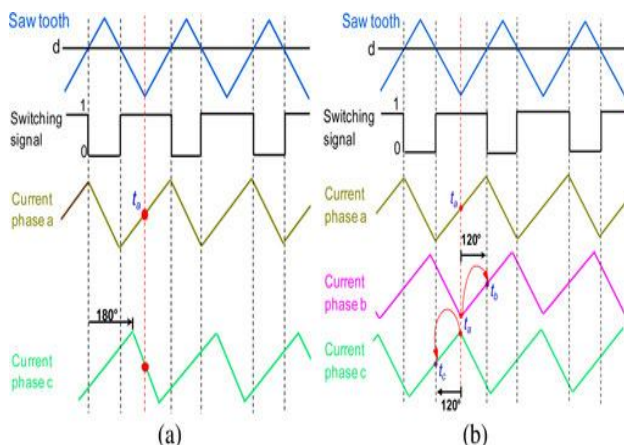 Saw tooth
d
1
Switching
signal
0
Current
phase a
ta
180°
Current
phase c
(a)
Saw tooth
d
1
Switching
signal
0
Current
phase a
ta
120°
Current
phase b
tb
ta
Current
phase c
tc
120°
(b)